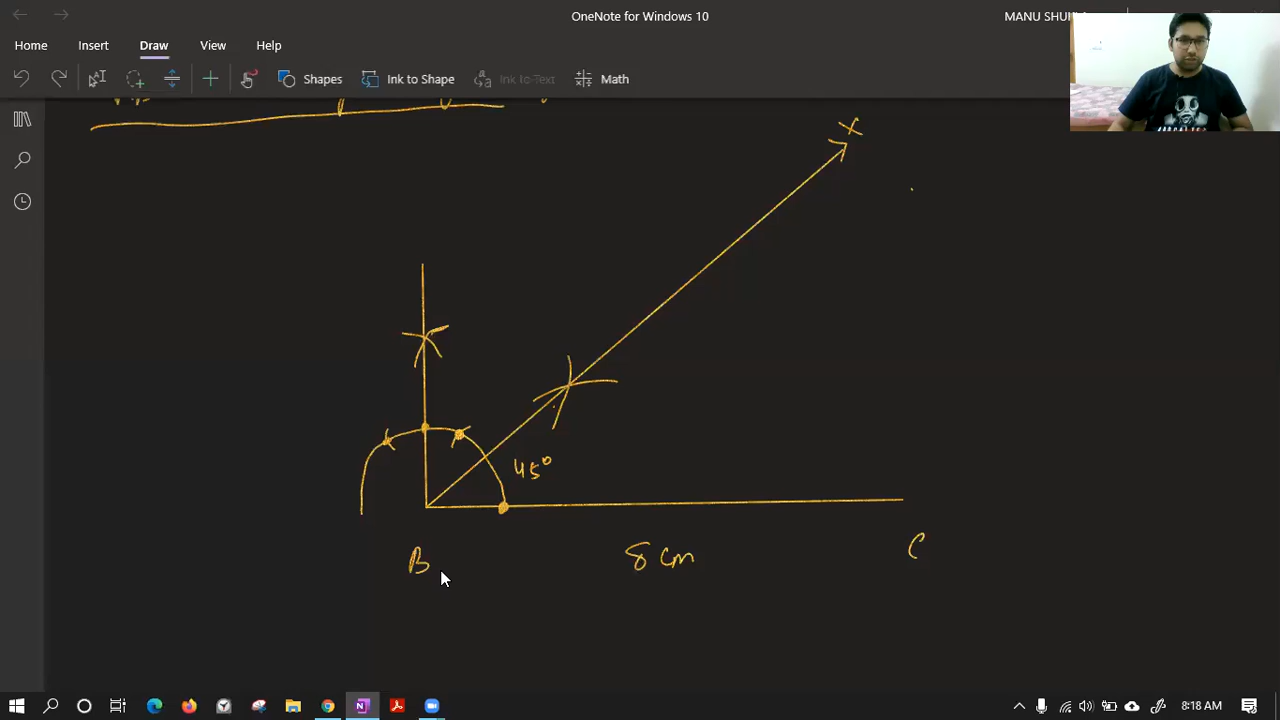 OneNote for Windows 10
MANU SHU
Home Insert Draw View Help
Shapes Ink to Shape Ink to Text Math
X
45°
B 8 cm C
8:18 AM